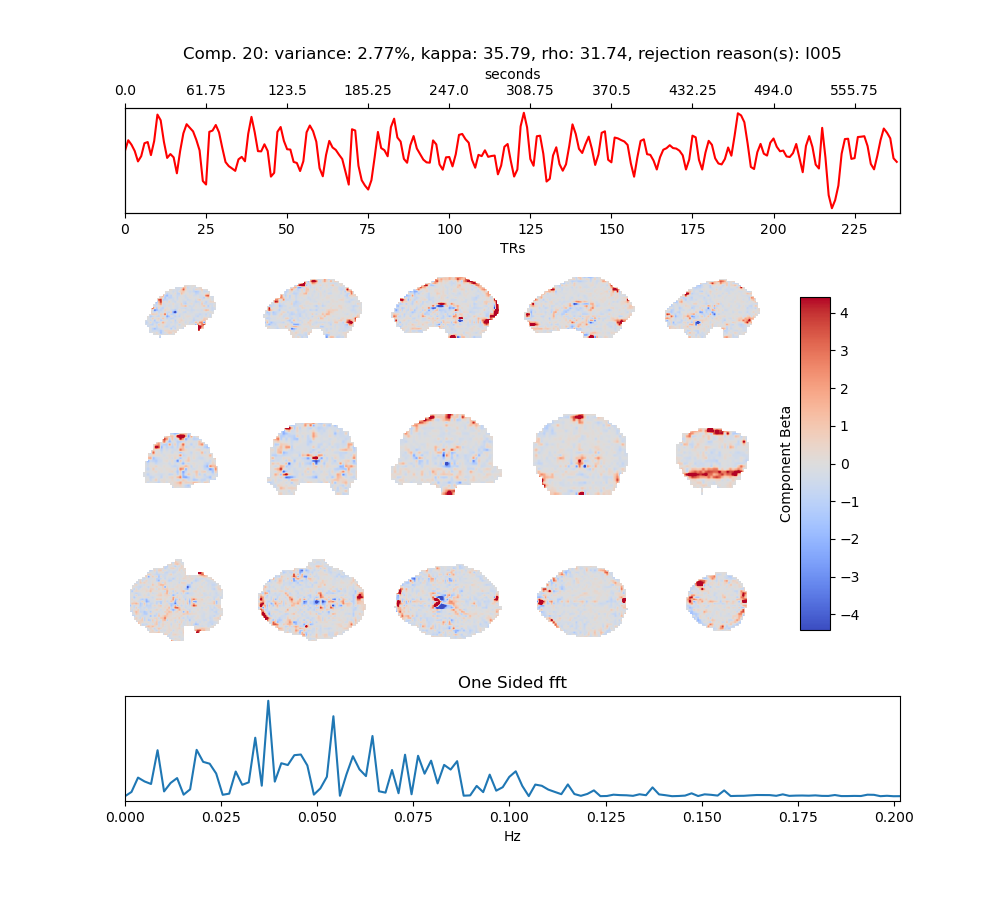 Comp. 20: variance: 2.77%, kappa: 35.79, rho: 31.74, rejection reason(s): I005
seconds
0.0 61.75 123.5 185.25 247.0 308.75 370.5 432.25 494.0 555.75
0 25 50 75 100 125 150 175 200 225
TRs
4
3
2
1
0
−1
−2
−3
−4
Component Beta
One Sided fft
0.000 0.025 0.050 0.075 0.100 0.125 0.150 0.175 0.200
Hz